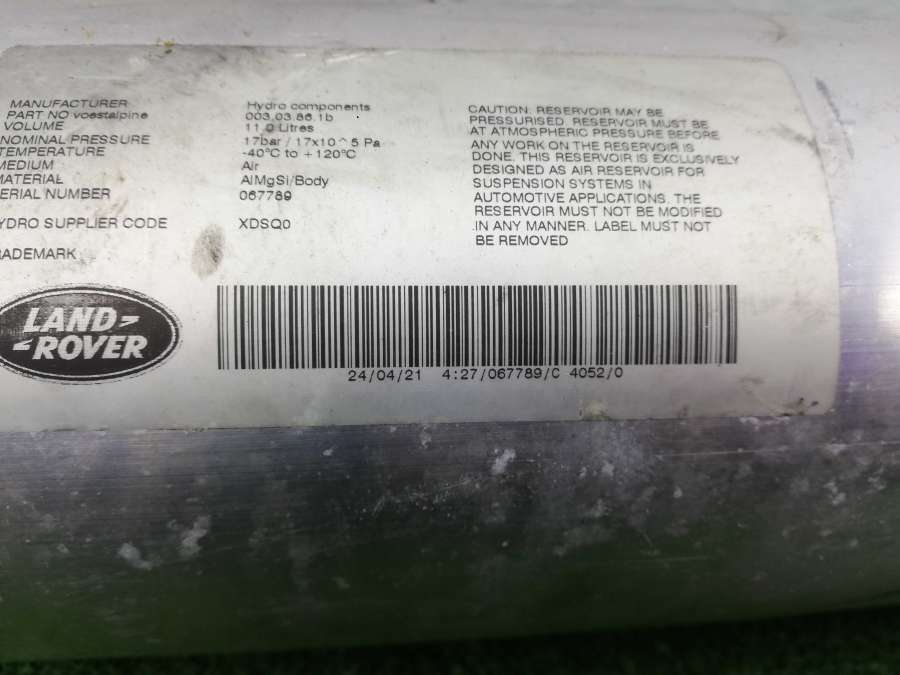 MANUFACTURER Hydro components
PART NO voestalpine 003.03.86.1b
VOLUME 11.0 Litres
NOMINAL PRESSURE 17bar / 17x10^5 Pa
TEMPERATURE -40°C to +120°C
MEDIUM Air
MATERIAL AlMgSi/Body
ERIAL NUMBER 067789
YDRO SUPPLIER CODE XDSQ0
RADEMARK
CAUTION: RESERVOIR MAY BE
PRESSURISED. RESERVOIR MUST BE
AT ATMOSPHERIC PRESSURE BEFORE
ANY WORK ON THE RESERVOIR IS
DONE. THIS RESERVOIR IS EXCLUSIVELY
DESIGNED AS AIR RESERVOIR FOR
SUSPENSION SYSTEMS IN
AUTOMOTIVE APPLICATIONS. THE
RESERVOIR MUST NOT BE MODIFIED
IN ANY MANNER. LABEL MUST NOT
BE REMOVED
LAND
ROVER
24/04/21 4:27/067789/C 4052/0